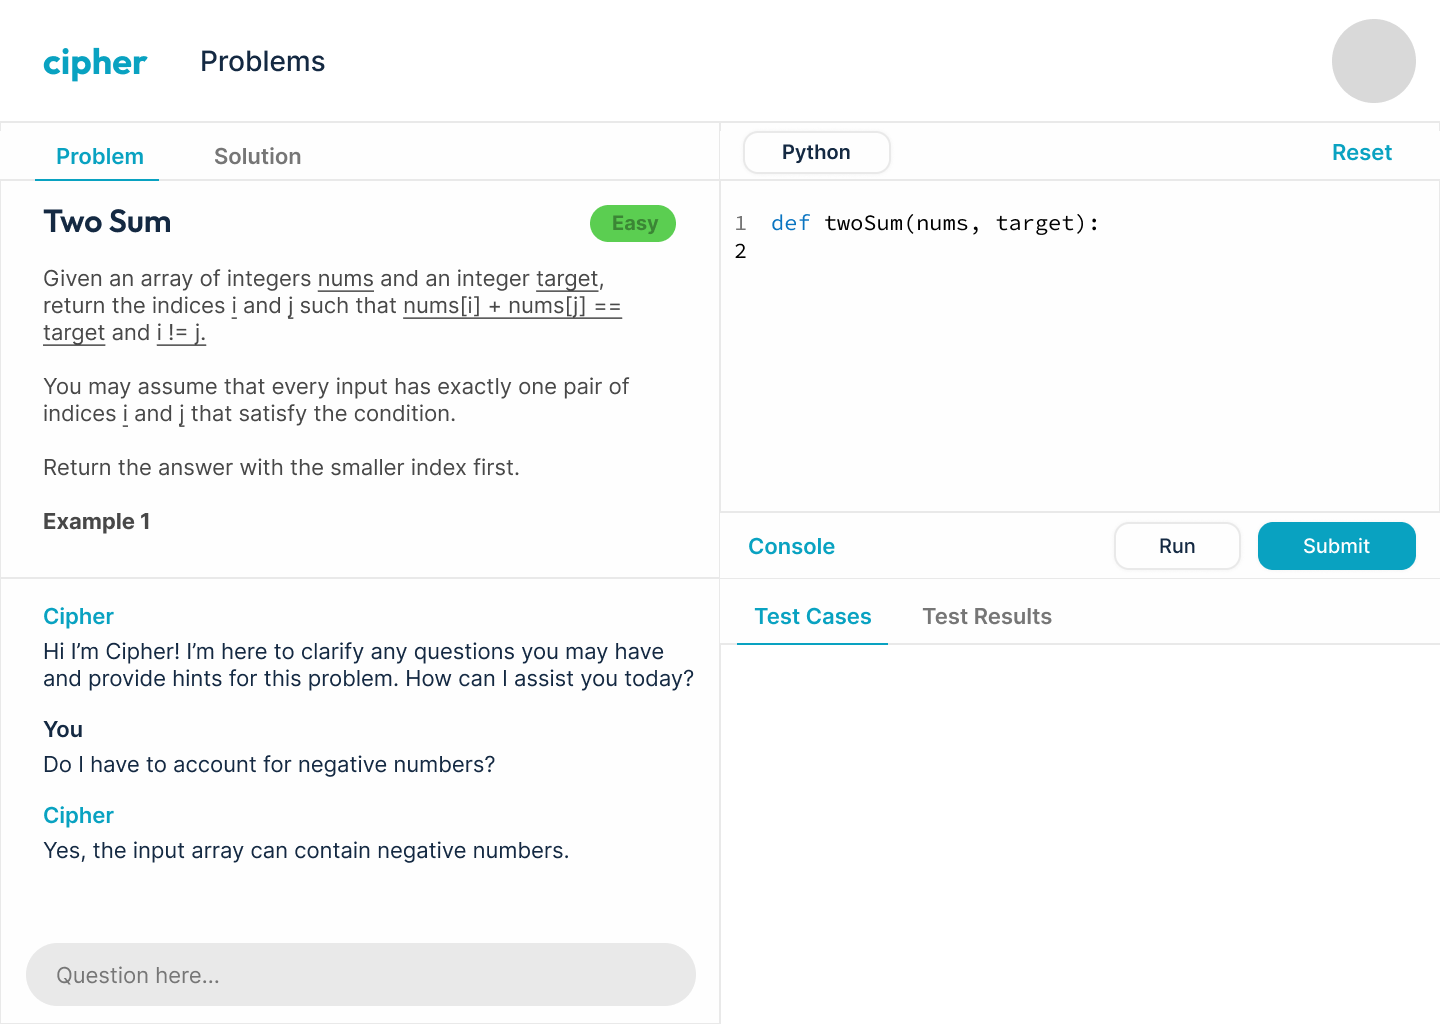 cipher
Problems
Problem
Solution
Two Sum
Easy
Given an array of integers nums and an integer target,
return the indices i and j such that nums[i] + nums[j] ==
target and i != j.
You may assume that every input has exactly one pair of
indices i and j that satisfy the condition.
Return the answer with the smaller index first.
Example 1
Cipher
Hi I’m Cipher! I’m here to clarify any questions you may have
and provide hints for this problem. How can I assist you today?
You
Do I have to account for negative numbers?
Cipher
Yes, the input array can contain negative numbers.
Question here...
Python
Reset
1 def twoSum(nums, target):
2
Console
Run
Submit
Test Cases
Test Results